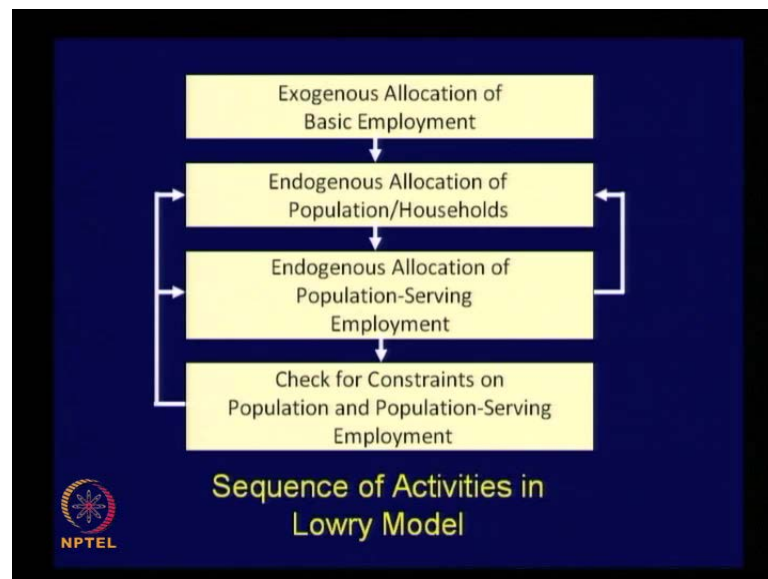 Exogenous Allocation of
Basic Employment
Endogenous Allocation of
Population/Households
Endogenous Allocation of
Population-Serving
Employment
Check for Constraints on
Population and Population-Serving
Employment
Sequence of Activities in
Lowry Model
NPTEL